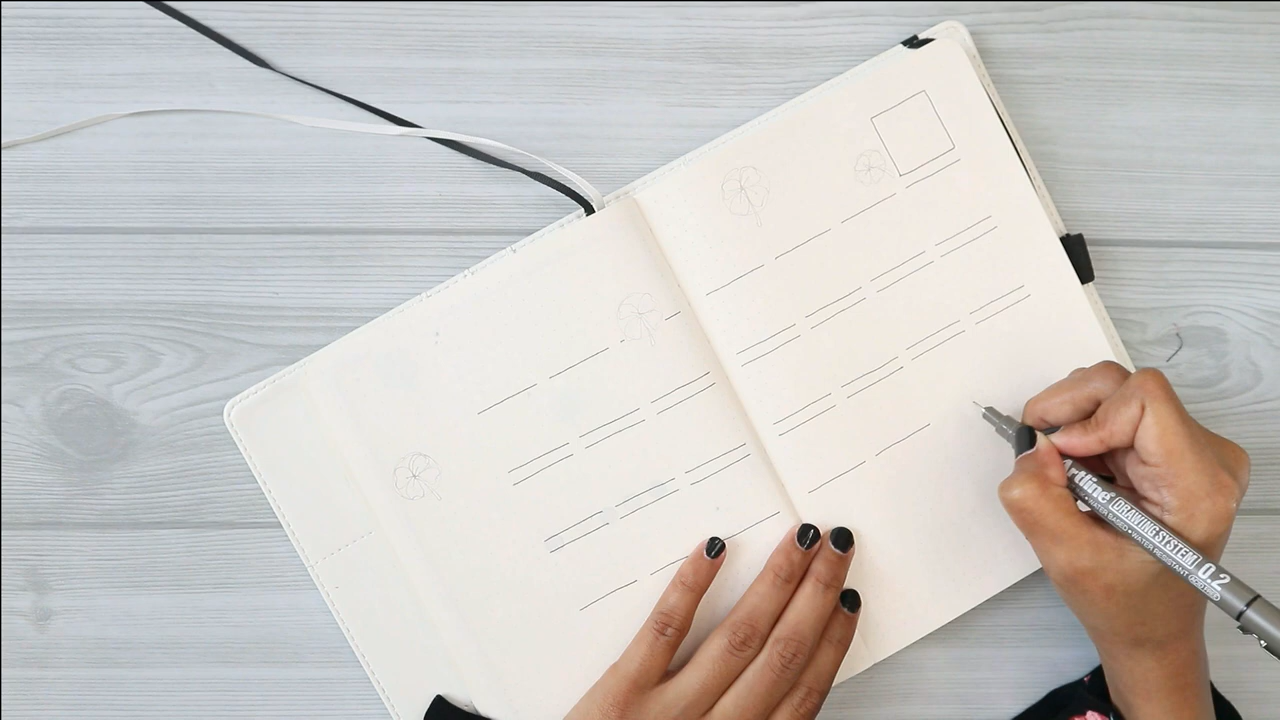 Artline® DRAWING SYSTEM 0.2
• WATER BASED • WATER RESISTANT